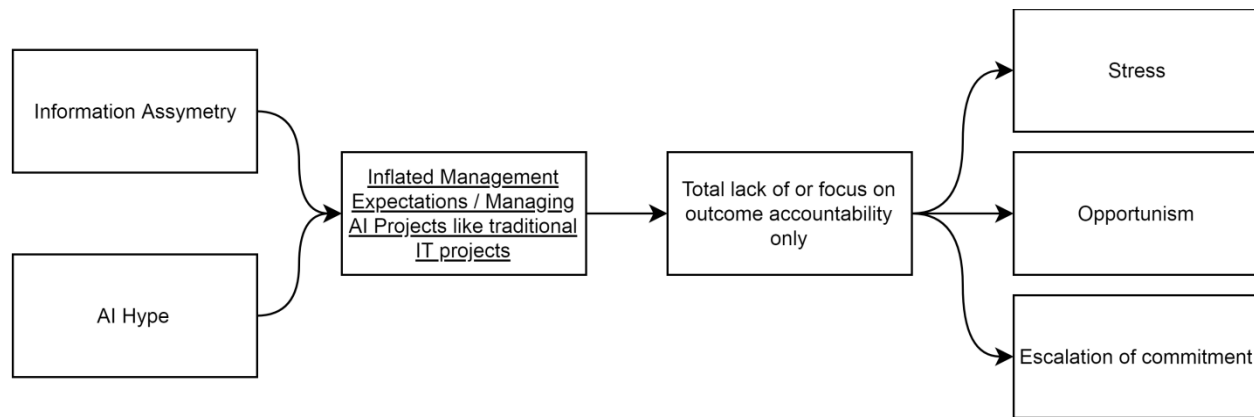 Information Assymetry
AI Hype
Inflated Management
Expectations / Managing
AI Projects like traditional
IT projects
Total lack of or focus on
outcome accountability
only
Stress
Opportunism
Escalation of commitment